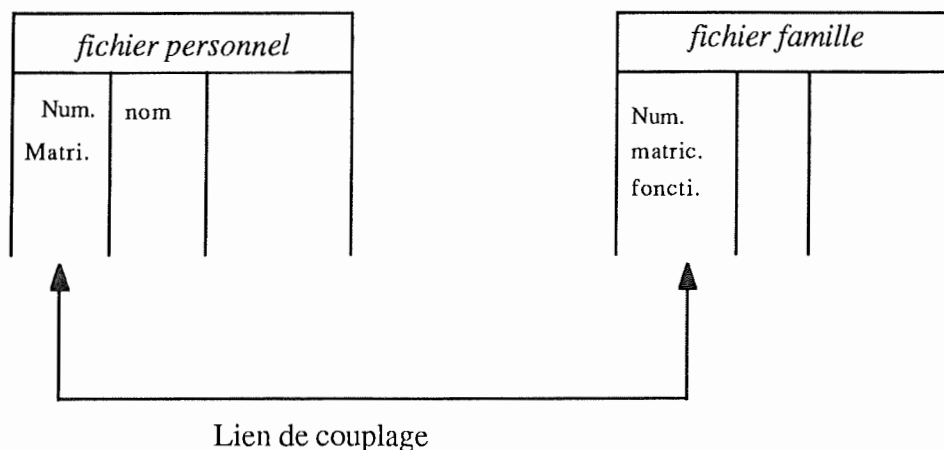 fichier personnel
Num.
Matri.
nom
fichier famille
Num.
matric.
foncti.
Lien de couplage